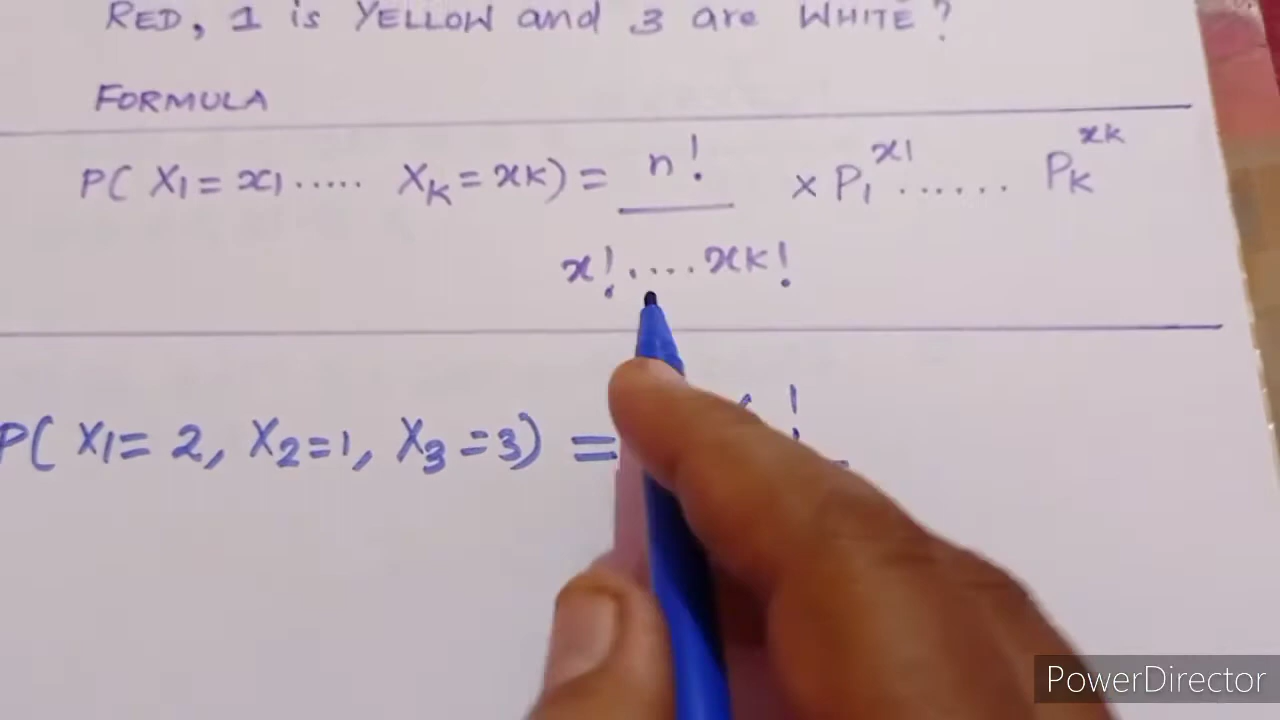 RED, 1 is YELLOW and 3 are WHITE?
FORMULA
P( X1 = x1 ..... Xk = xk) = n! / x! .... xk! × P1^x1 ...... Pk^xk
P( X1 = 2, X2 = 1, X3 = 3) = !
PowerDirector